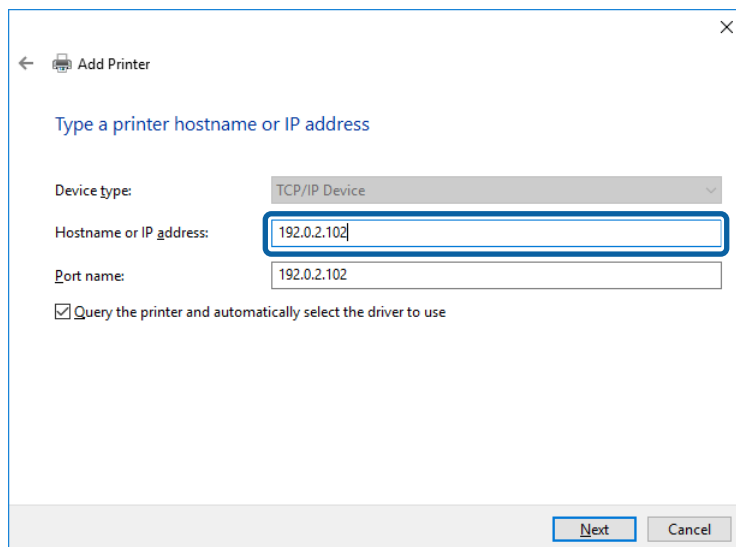 Add Printer
Type a printer hostname or IP address
Device type: TCP/IP Device
Hostname or IP address: 192.0.2.102
Port name: 192.0.2.102
Query the printer and automatically select the driver to use
Next Cancel